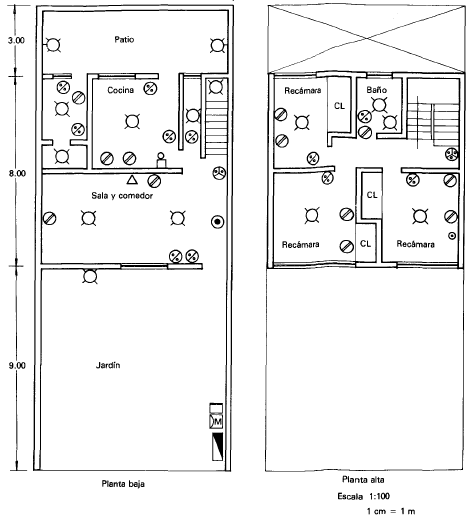 3.00
Patio
Cocina
8.00
Sala y comedor
9.00
Jardín
M
Planta baja
Recámara
CL
Baño
CL
Recámara
CL
Recámara
Planta alta
Escala 1:100
1 cm = 1 m